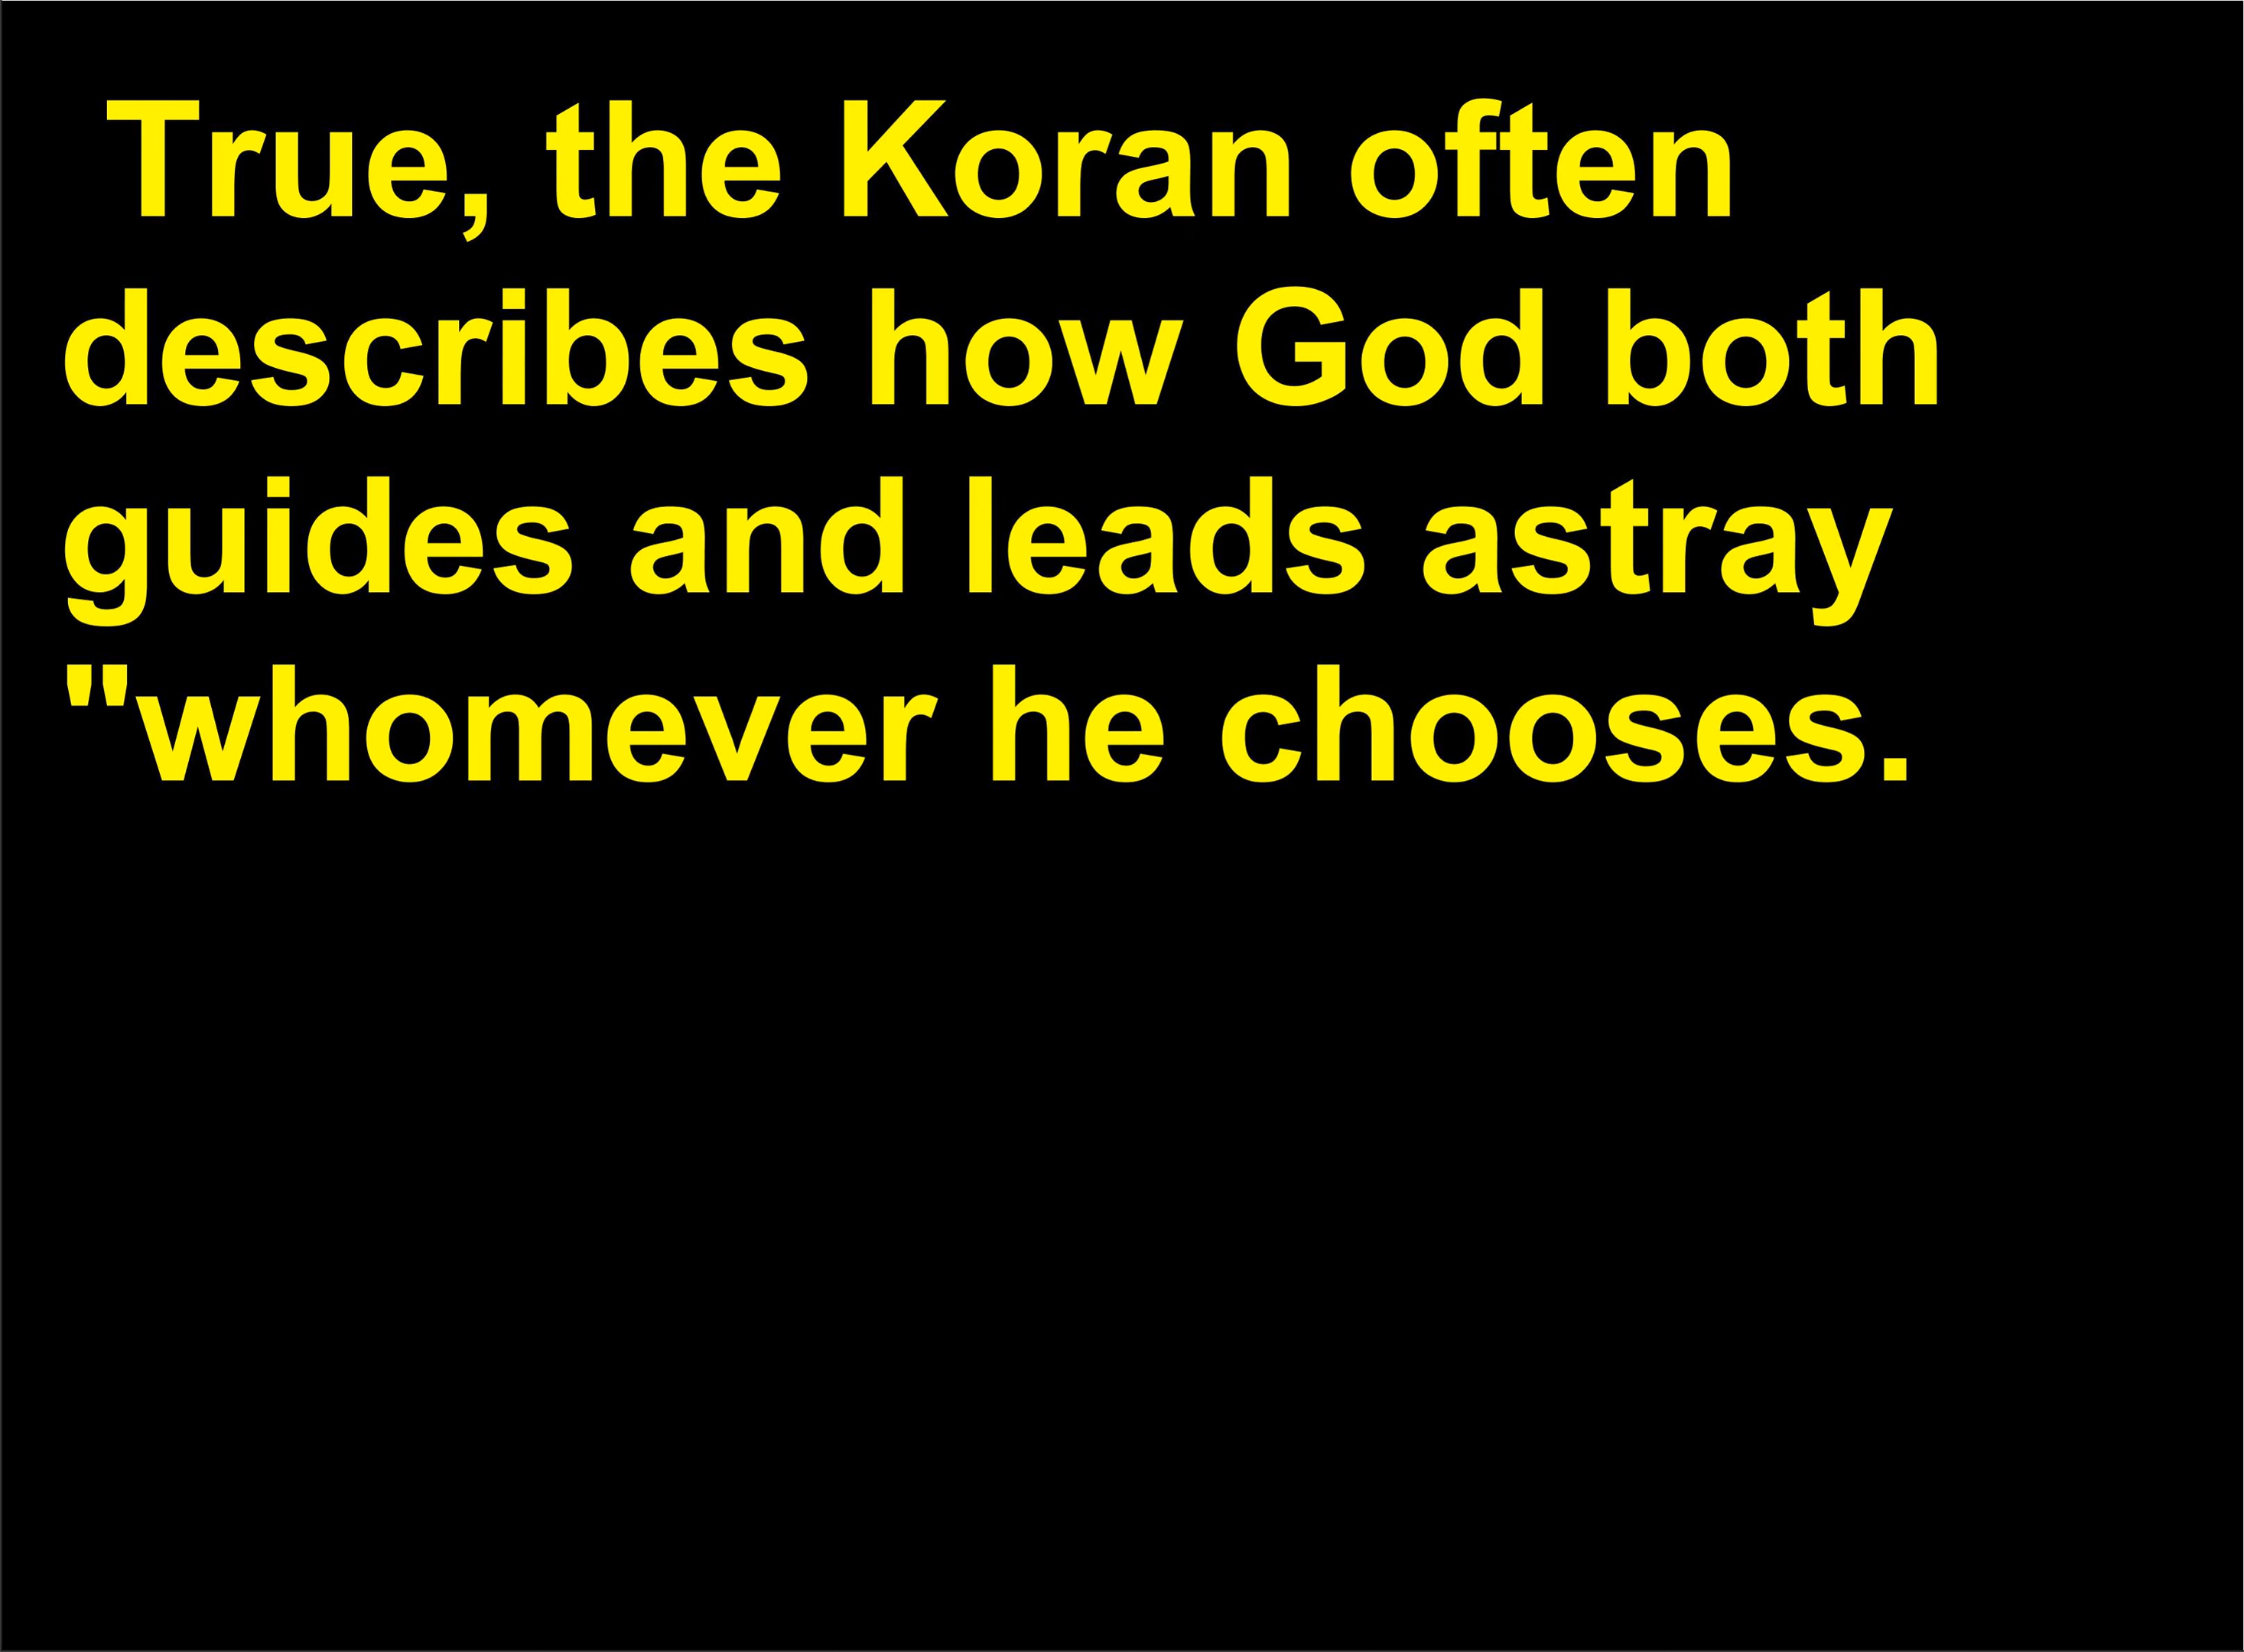 True, the Koran often
describes how God both
guides and leads astray
"whomever he chooses.